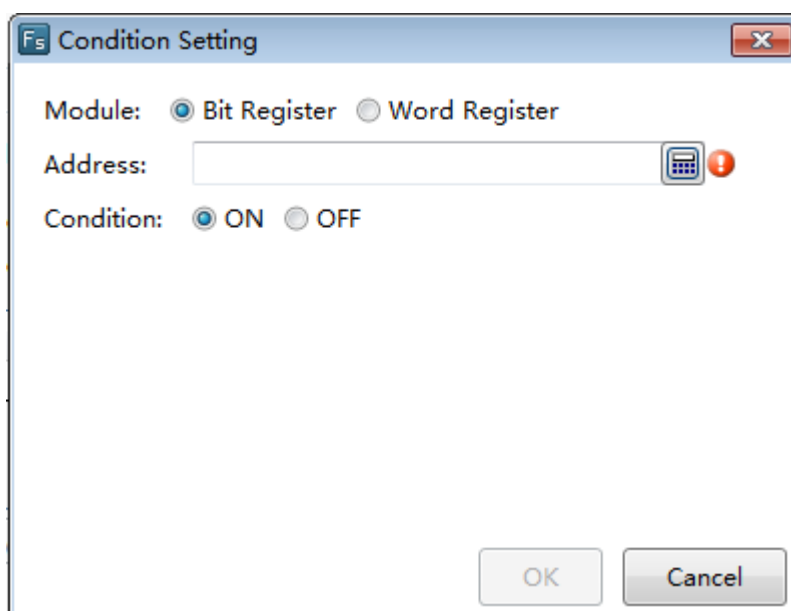 Fs Condition Setting
Module: Bit Register Word Register
Address:
Condition: ON OFF
OK Cancel